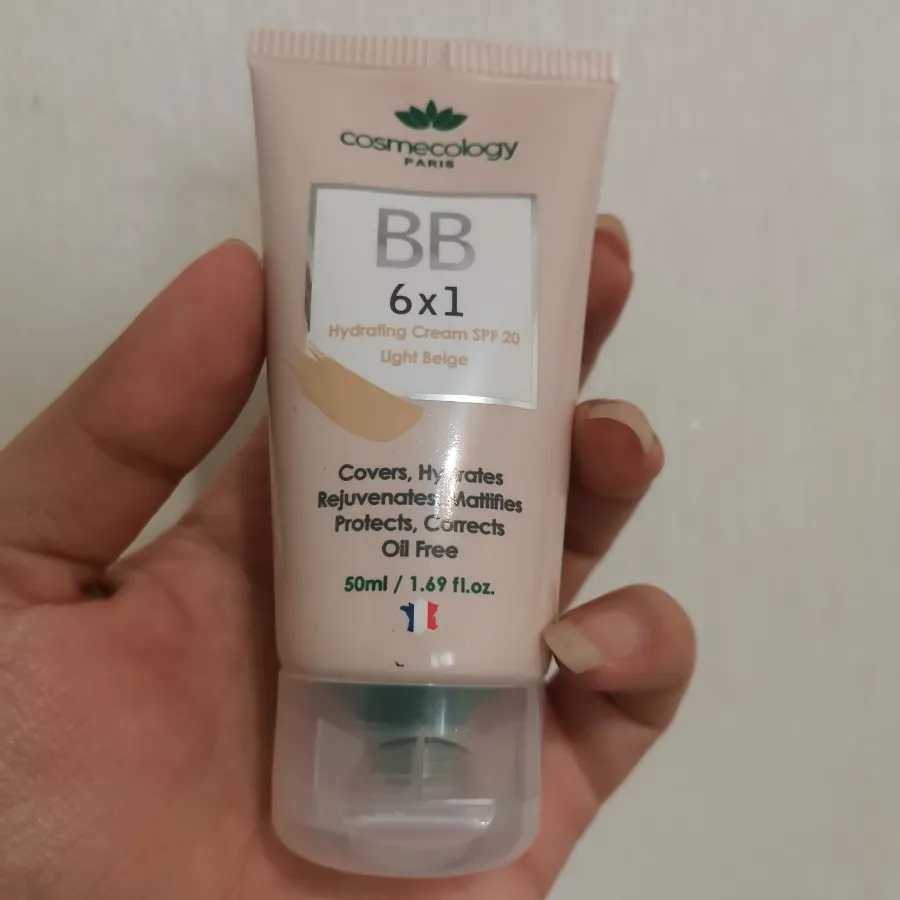 cosmecology
PARIS
BB
6x1
Hydrating Cream SPF 20
Light Beige
Covers, Hydrates
Rejuvenates, Mattifies
Protects, Corrects
Oil Free
50ml / 1.69 fl.oz.